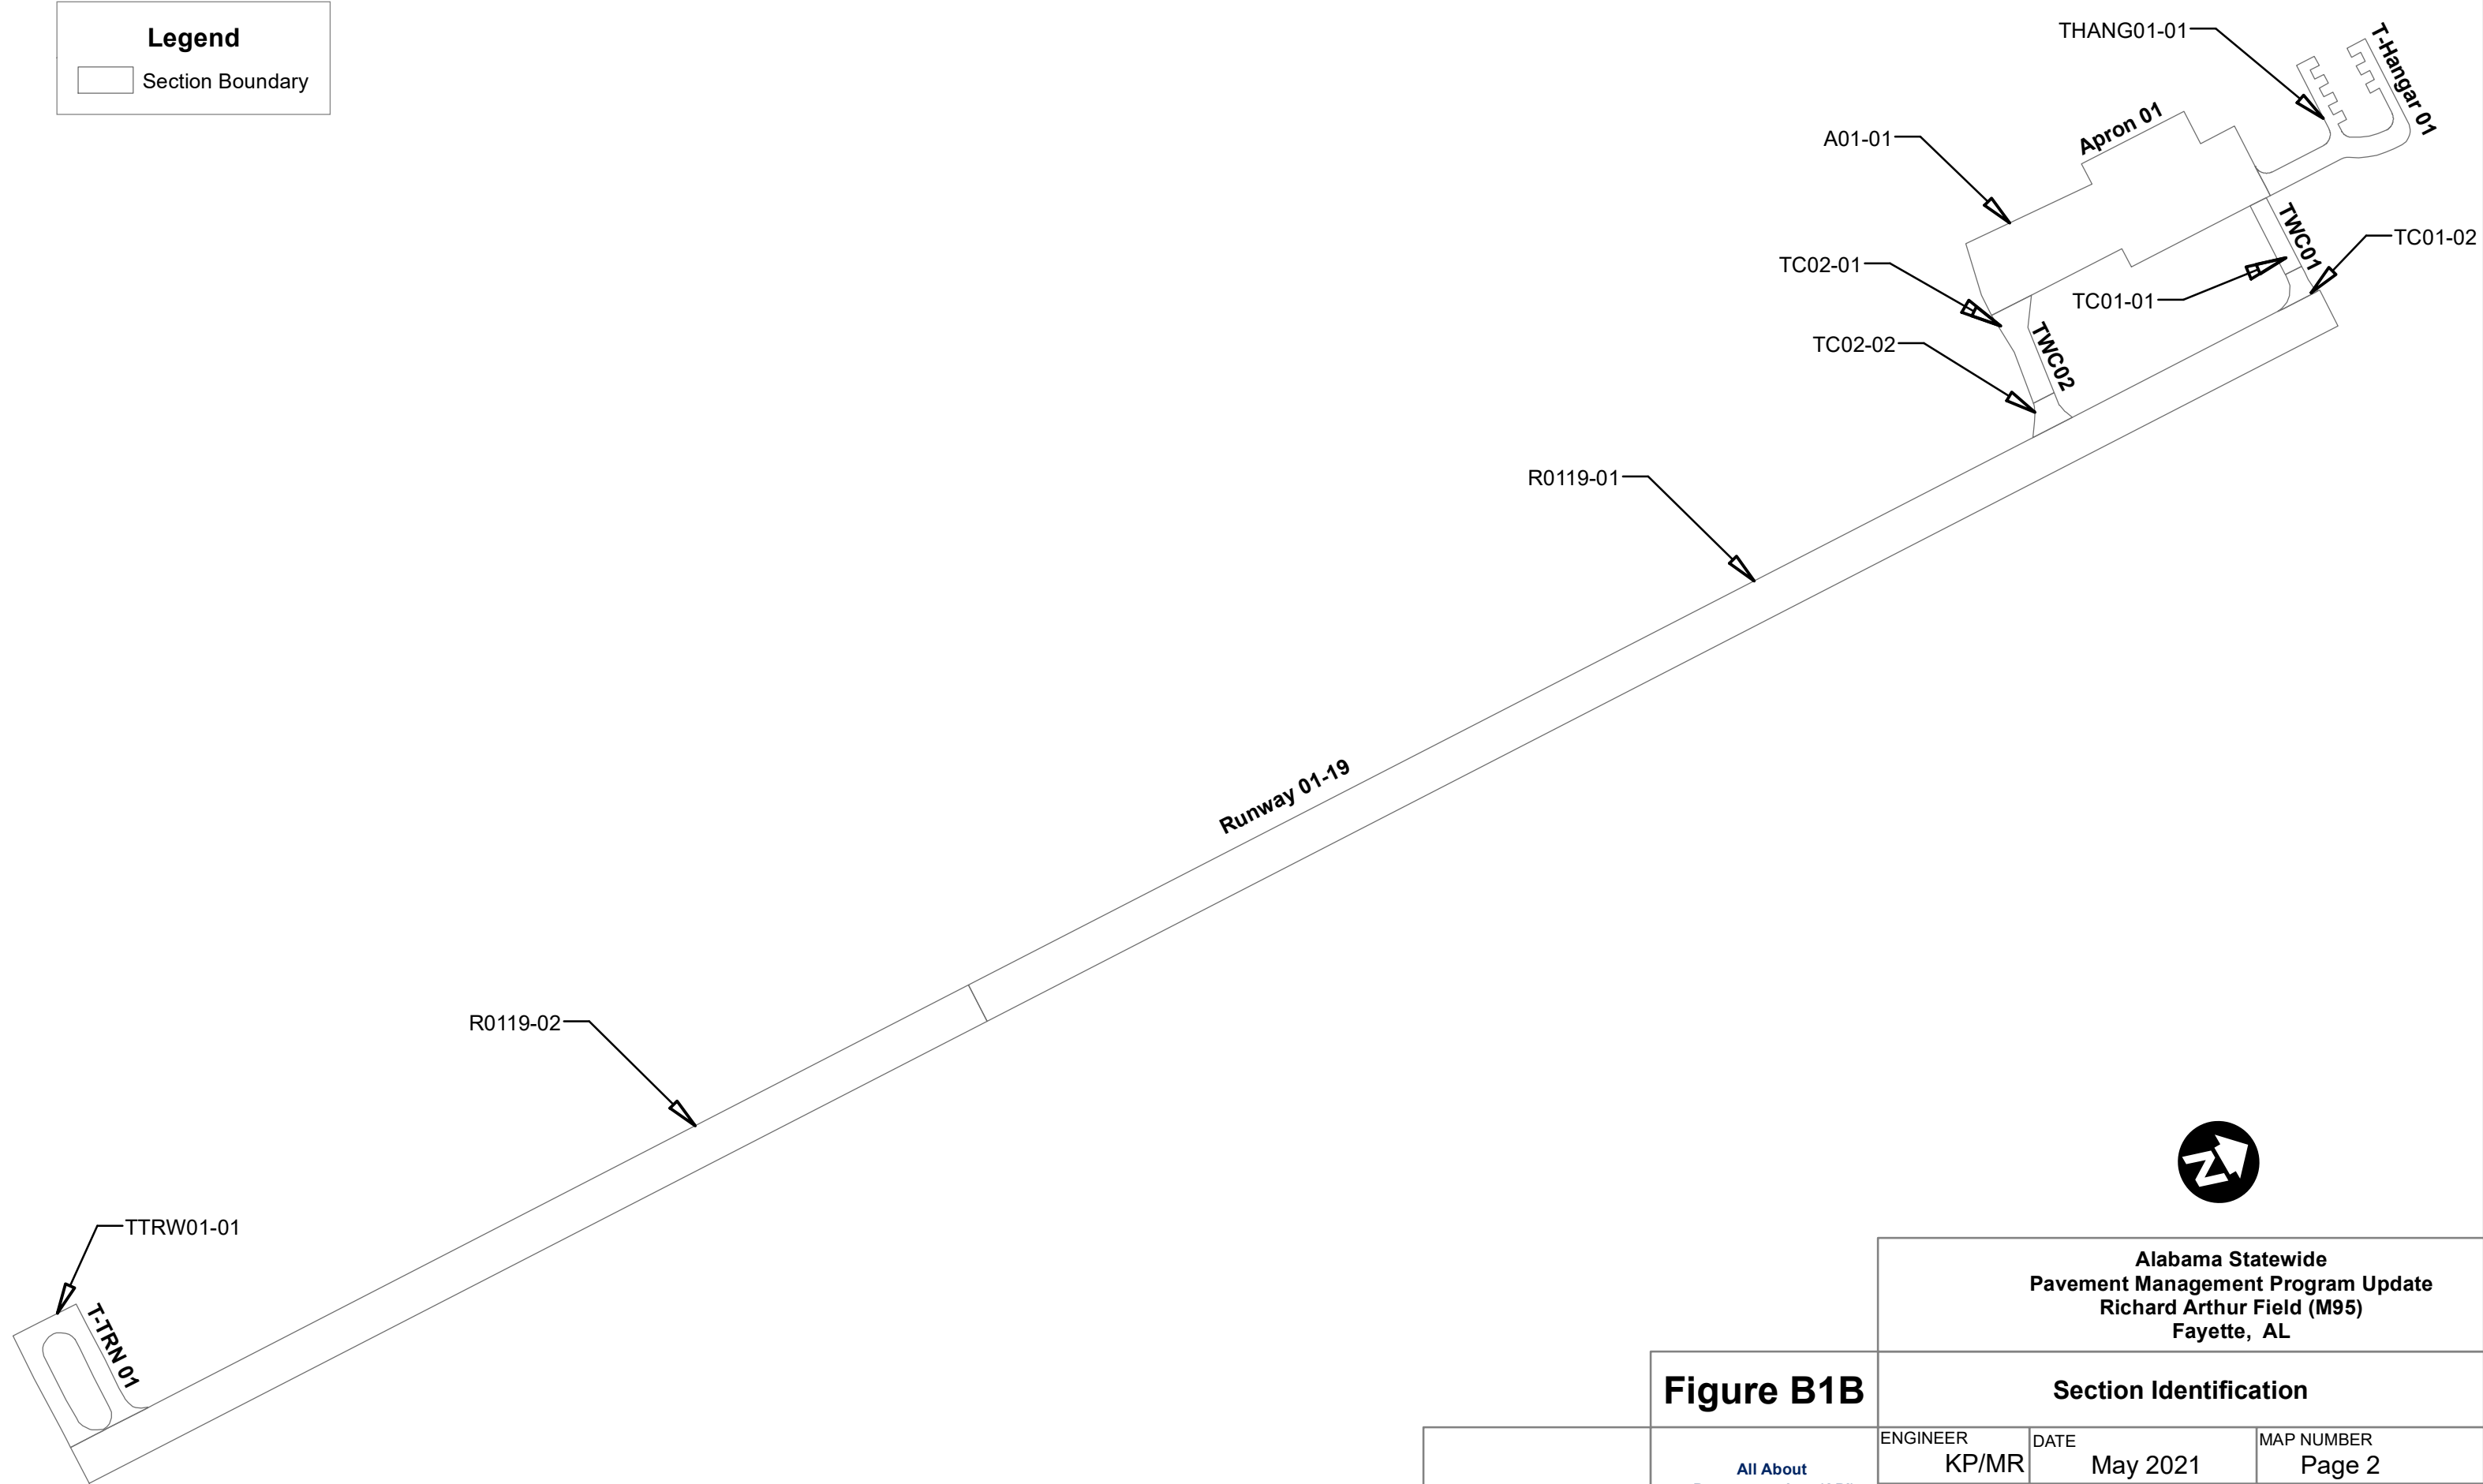 Legend
Section Boundary
THANG01-01
T-Hangar 01
Apron 01
A01-01
TWC01
TC01-02
TC02-01
TC01-01
TWC02
TC02-02
R0119-01
Runway 01-19
R0119-02
TTRW01-01
T-TRN 01
N
Alabama Statewide
Pavement Management Program Update
Richard Arthur Field (M95)
Fayette, AL
Figure B1B
Section Identification
ENGINEER
KP/MR
DATE
May 2021
MAP NUMBER
Page 2
All About